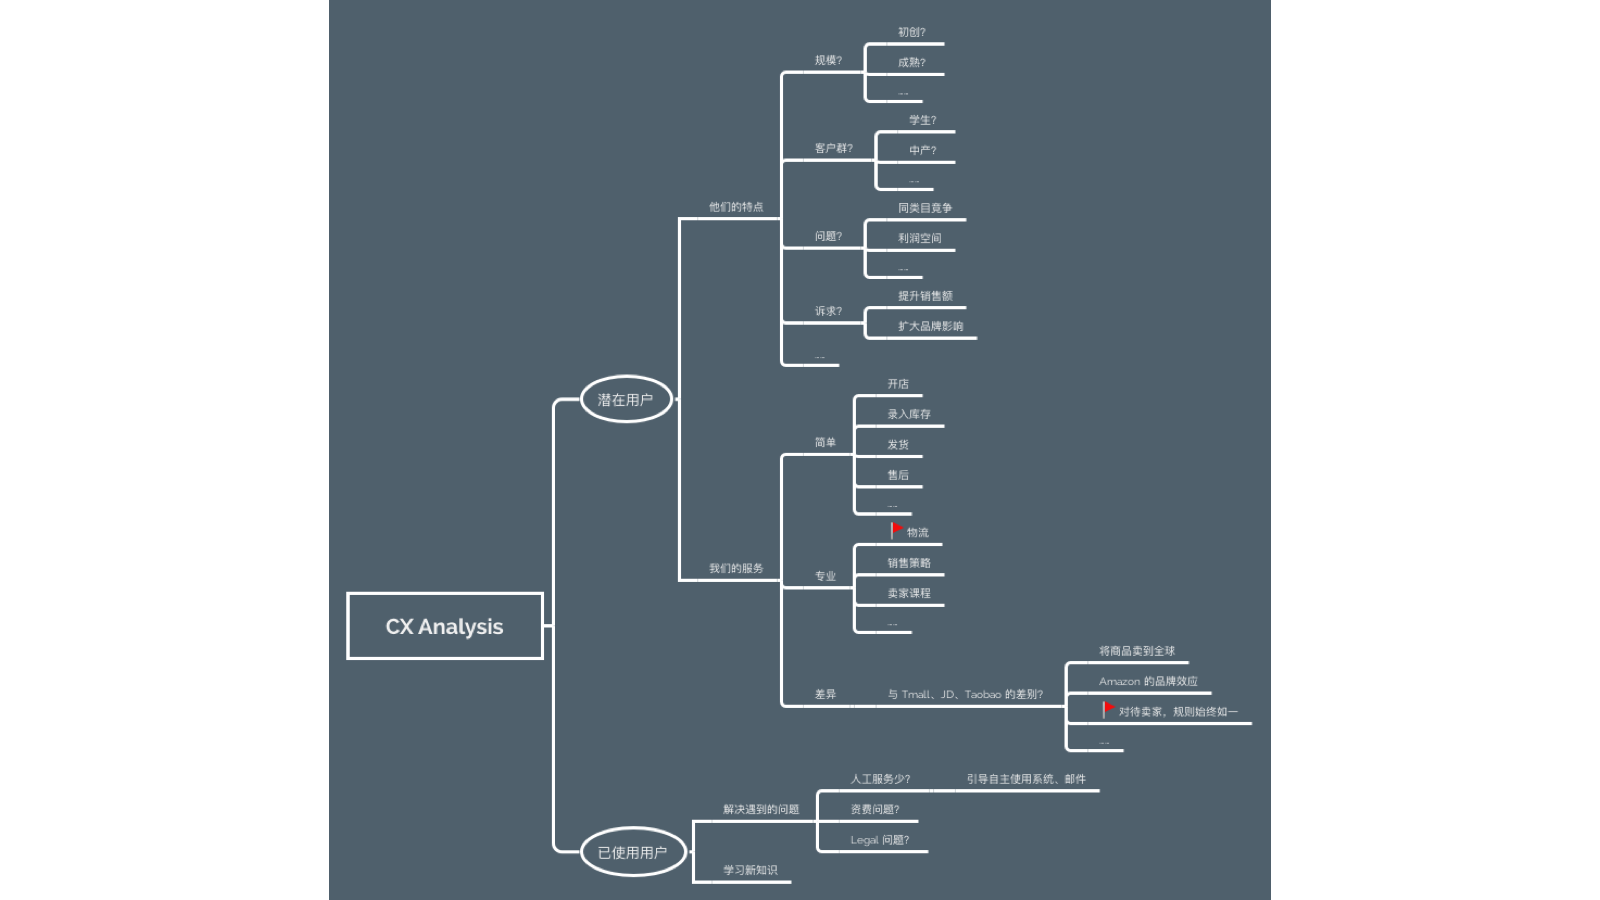 CX Analysis
潜在用户
他们的特点
规模?
初创?
成熟?
......
客户群?
学生?
中产?
......
问题?
同类目竟争
利润空间
......
诉求?
提升销售额
扩大品牌影响
......
我们的服务
简单
开店
录入库存
发货
售后
......
专业
物流
销售策略
卖家课程
......
差异
与 Tmall、JD、Taobao 的差别?
将商品卖到全球
Amazon 的品牌效应
对待卖家，规则始终如一
......
已使用用户
解决遇到的问题
人工服务少?
引导自主使用系统、邮件
资费问题?
Legal 问题?
学习新知识